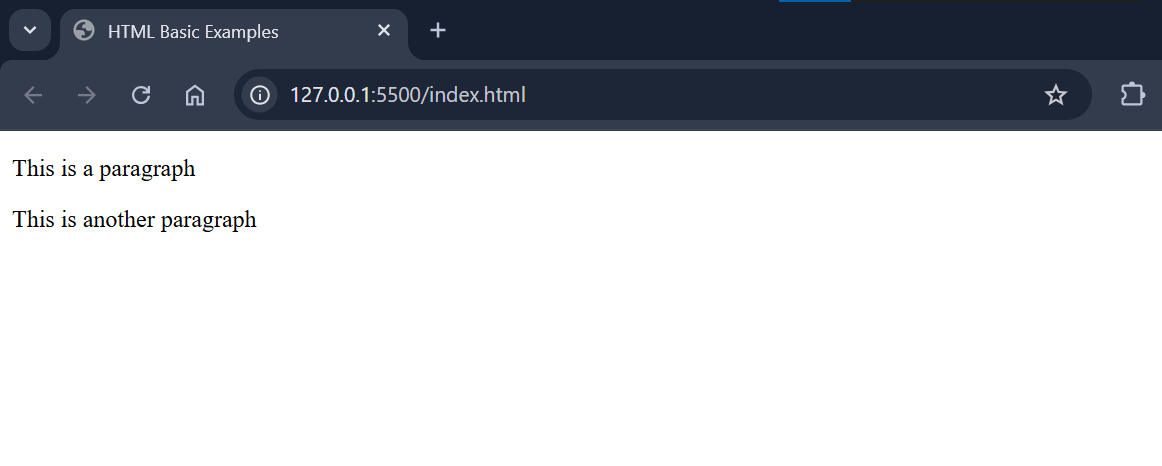 HTML Basic Examples
127.0.0.1:5500/index.html
This is a paragraph
This is another paragraph